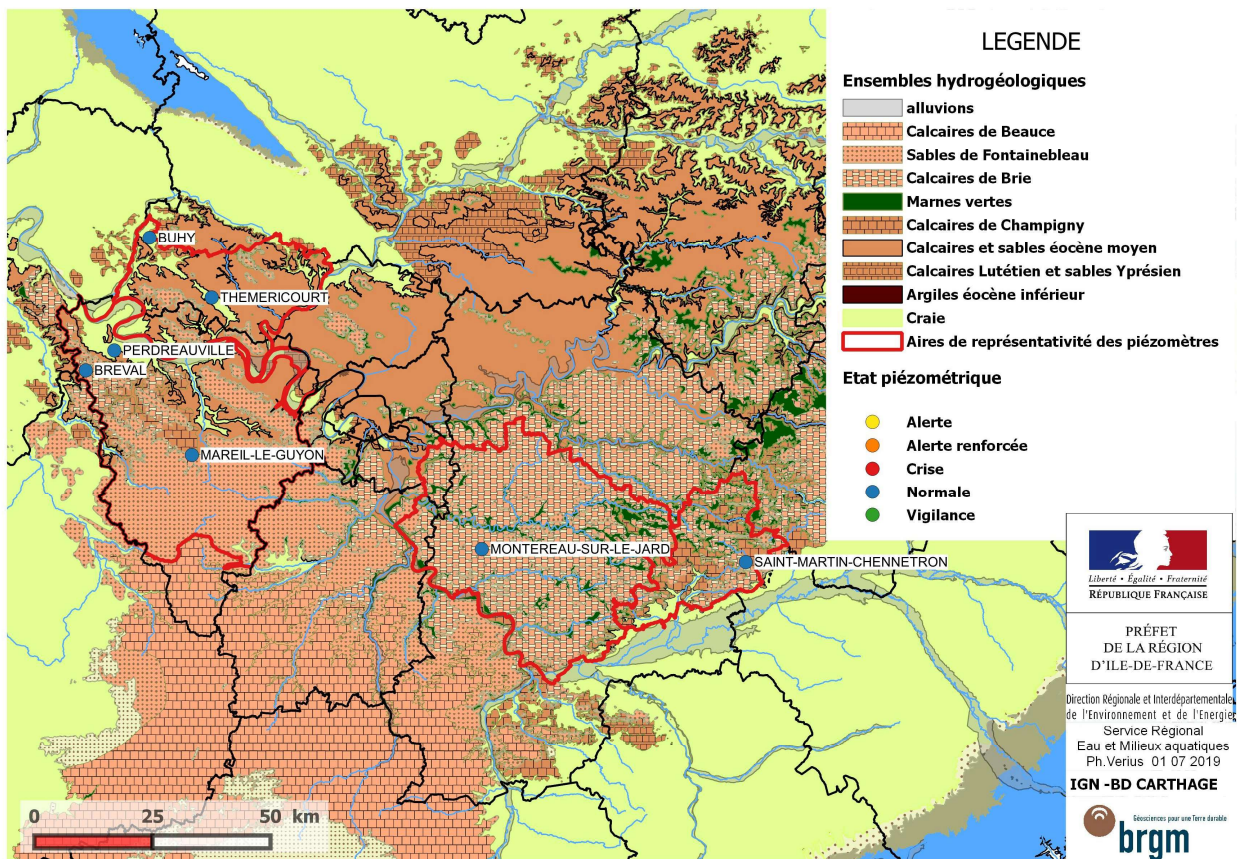 LEGENDE
Ensembles hydrogéologiques
alluvions
Calcaires de Beauce
Sables de Fontainebleau
Calcaires de Brie
Marnes vertes
Calcaires de Champigny
Calcaires et sables éocène moyen
Calcaires Lutétien et sables Yprésien
Argiles éocène inférieur
Craie
Aires de représentativité des piézomètres
Etat piézométrique
Alerte
Alerte renforcée
Crise
Normale
Vigilance
BUHY
THEMERICOURT
PERDREAUVILLE
BREVAL
MAREIL-LE-GUYON
MONTEREAU-SUR-LE-JARD
SAINT-MARTIN-CHENNETRON
0 25 50 km
Liberté • Égalité • Fraternité
RÉPUBLIQUE FRANÇAISE
PRÉFET
DE LA RÉGION
D'ILE-DE-FRANCE
Direction Régionale et Interdépartementale
de l'Environnement et de l'Energie
Service Régional
Eau et Milieux aquatiques
Ph.Verius 01 07 2019
IGN -BD CARTHAGE
Géosciences pour une Terre durable
brgm